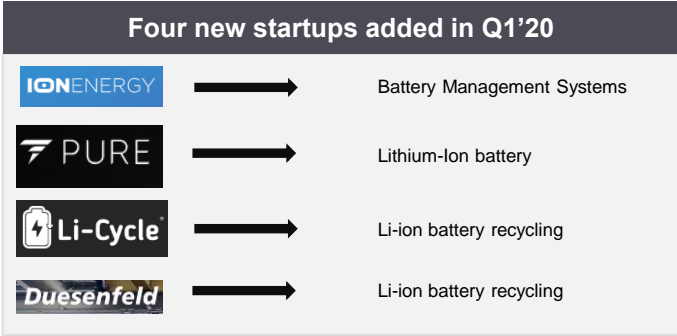 Four new startups added in Q1’20
IONENERGY
Battery Management Systems
PURE
Lithium-Ion battery
Li-Cycle®
Li-ion battery recycling
Duesenfeld
Li-ion battery recycling